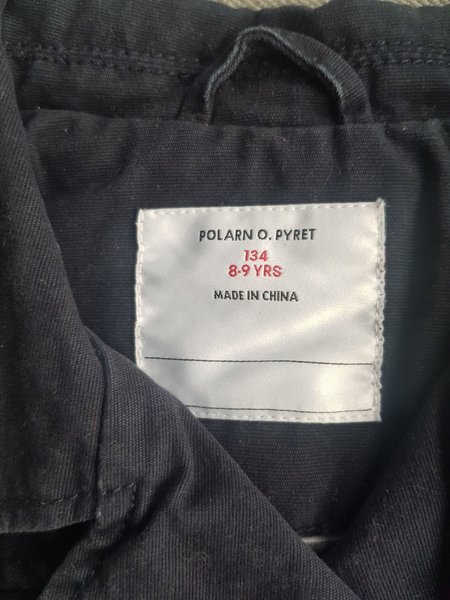 POLARN O. PYRET
134
8-9 YRS
MADE IN CHINA